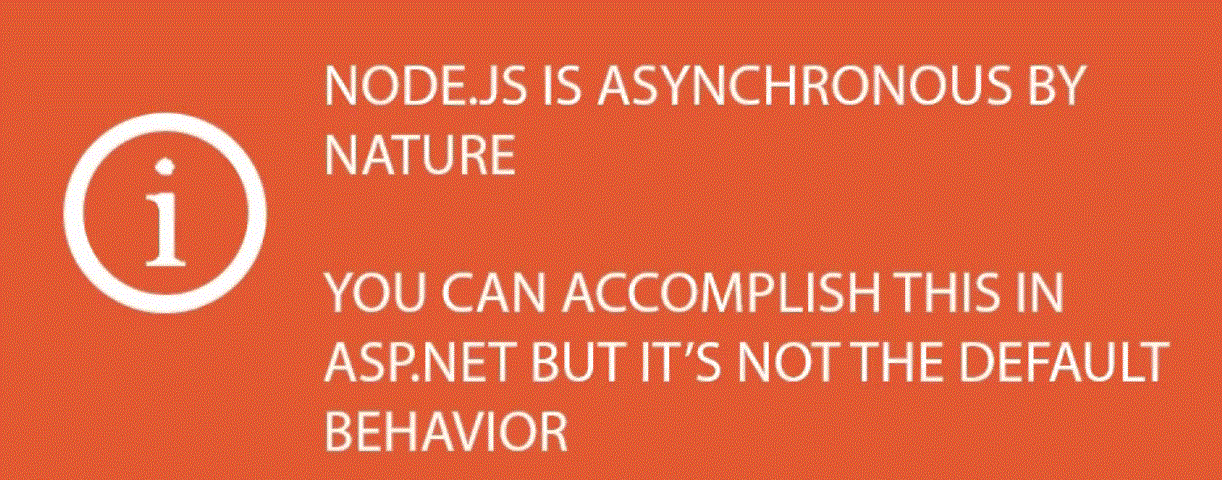 NODE.JS IS ASYNCHRONOUS BY
NATURE
YOU CAN ACCOMPLISH THIS IN
ASP.NET BUT IT’S NOT THE DEFAULT
BEHAVIOR